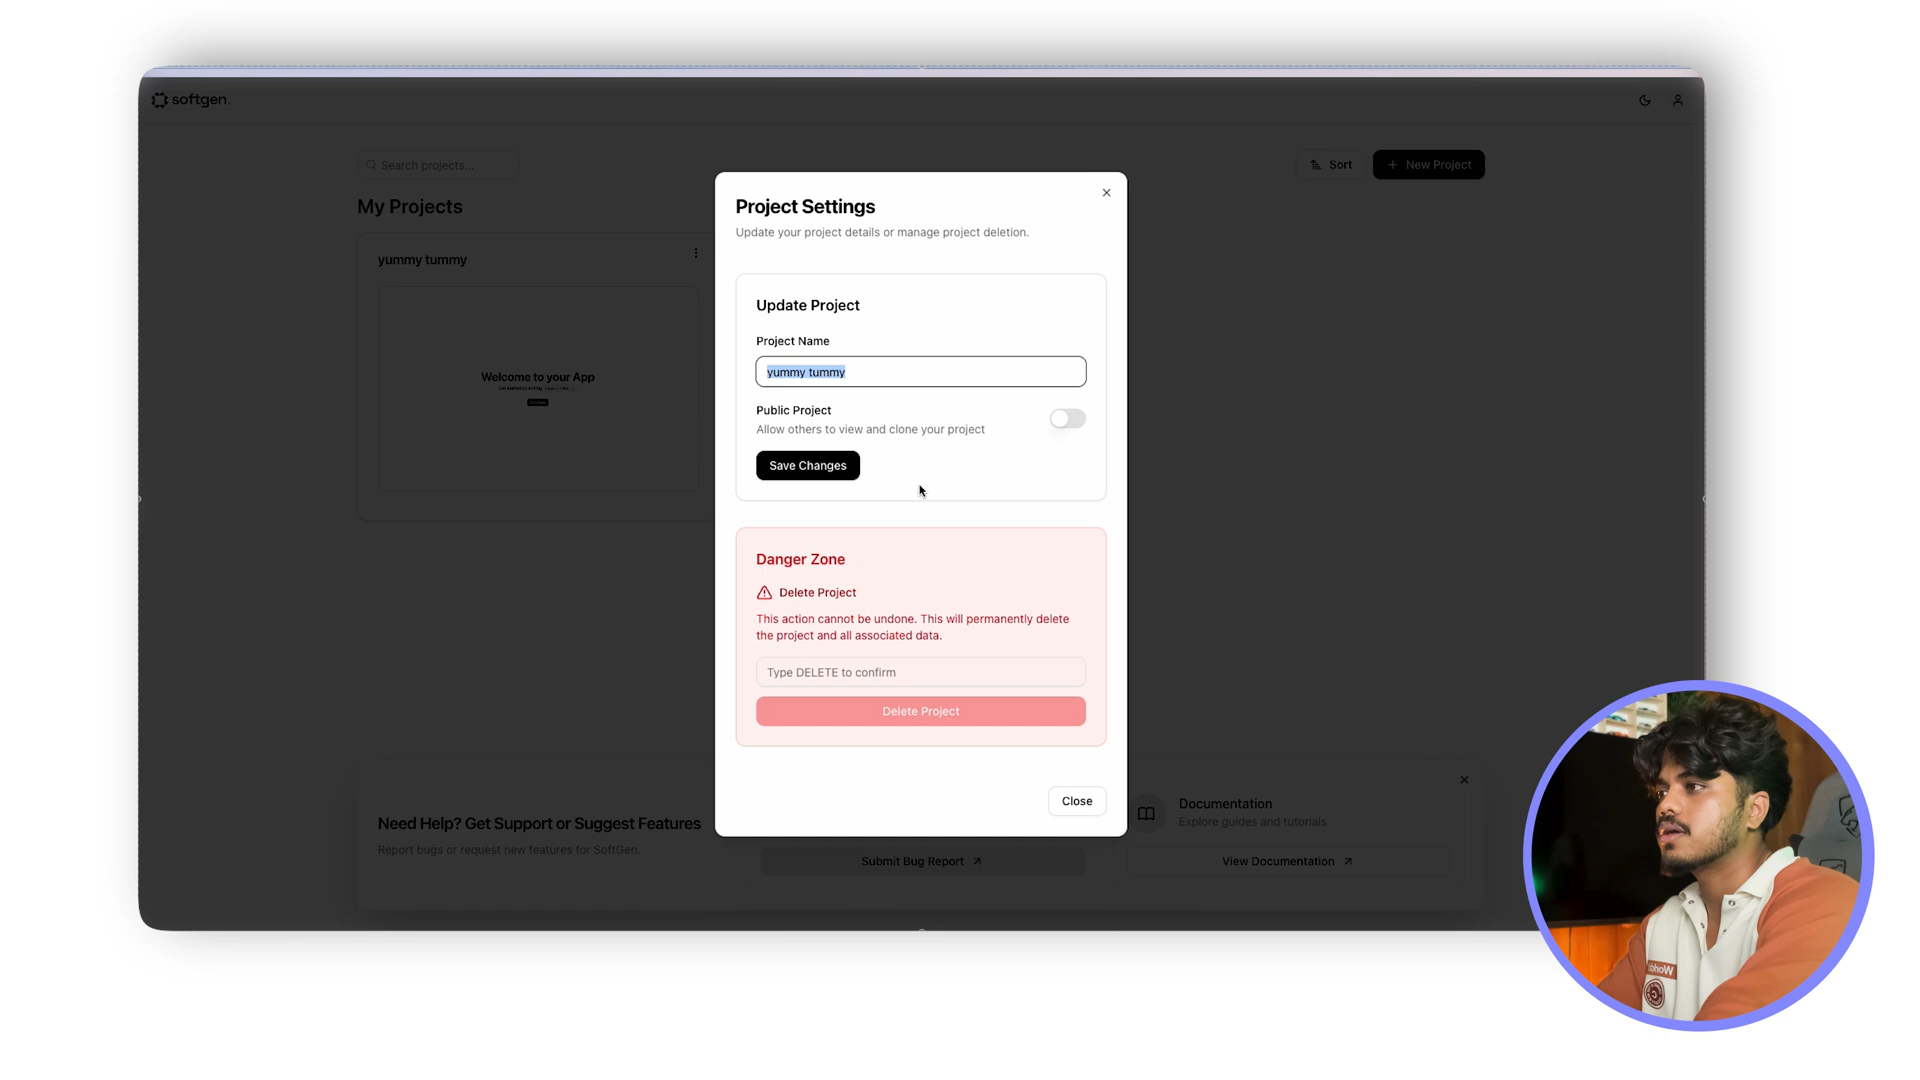 softgen.
Search projects...
Sort
New Project
My Projects
yummy tummy
Welcome to your App
Project Settings
Update your project details or manage project deletion.
Update Project
Project Name
yummy tummy
Public Project
Allow others to view and clone your project
Save Changes
Danger Zone
Delete Project
This action cannot be undone. This will permanently delete
the project and all associated data.
Type DELETE to confirm
Delete Project
Close
Need Help? Get Support or Suggest Features
Report bugs or request new features for SoftGen.
Submit Bug Report
Documentation
Explore guides and tutorials
View Documentation